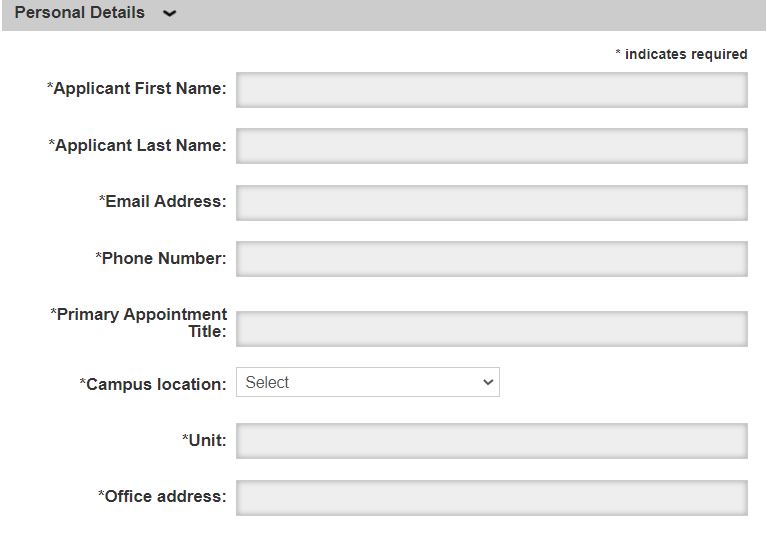 Personal Details
* indicates required
*Applicant First Name:
*Applicant Last Name:
*Email Address:
*Phone Number:
*Primary Appointment
Title:
*Campus location: Select
*Unit:
*Office address: